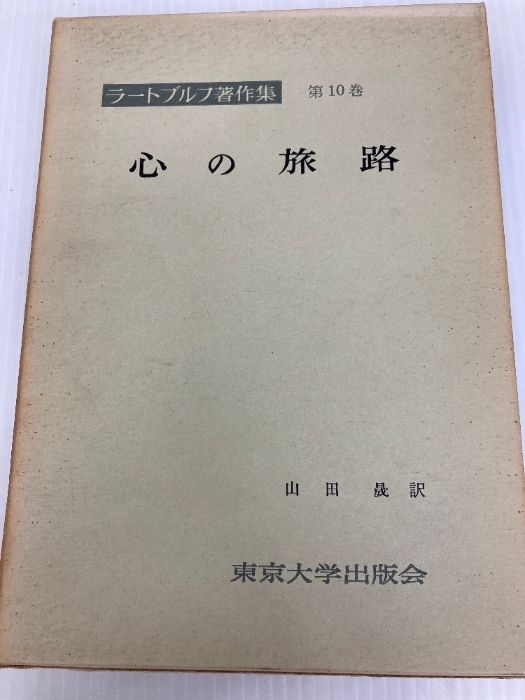 ラートブルフ著作集 第10巻
心の旅路
山田晟訳
東京大学出版会